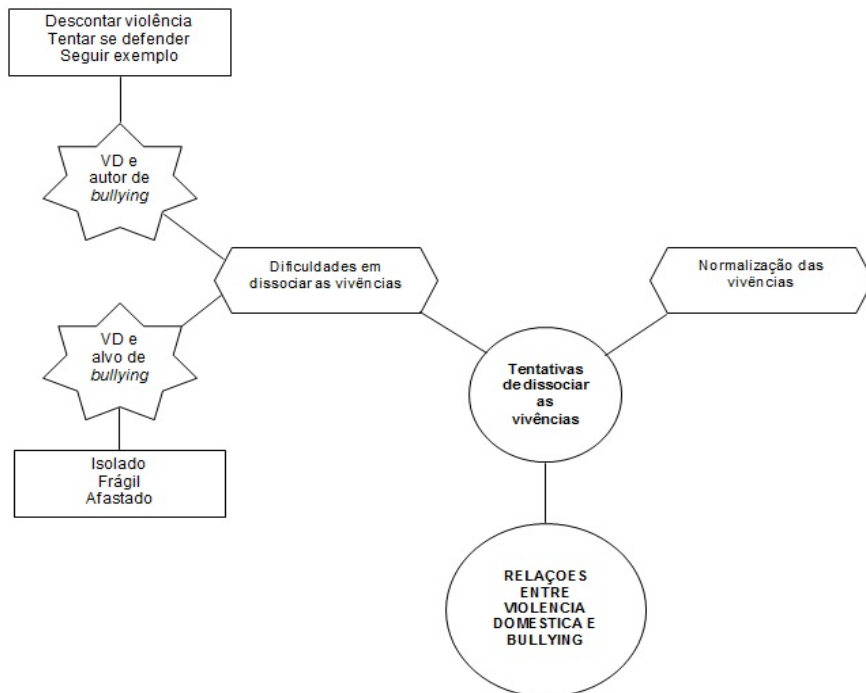 Descontar violência
Tentar se defender
Seguir exemplo
VD e
autor de
bullying
Dificuldades em
dissociar as vivências
Normalização das
vivências
VD e
alvo de
bullying
Tentativas
de dissociar
as
vivências
Isolado
Frágil
Afastado
RELAÇOES
ENTRE
VIOLENCIA
DOMESTICA E
BULLYING